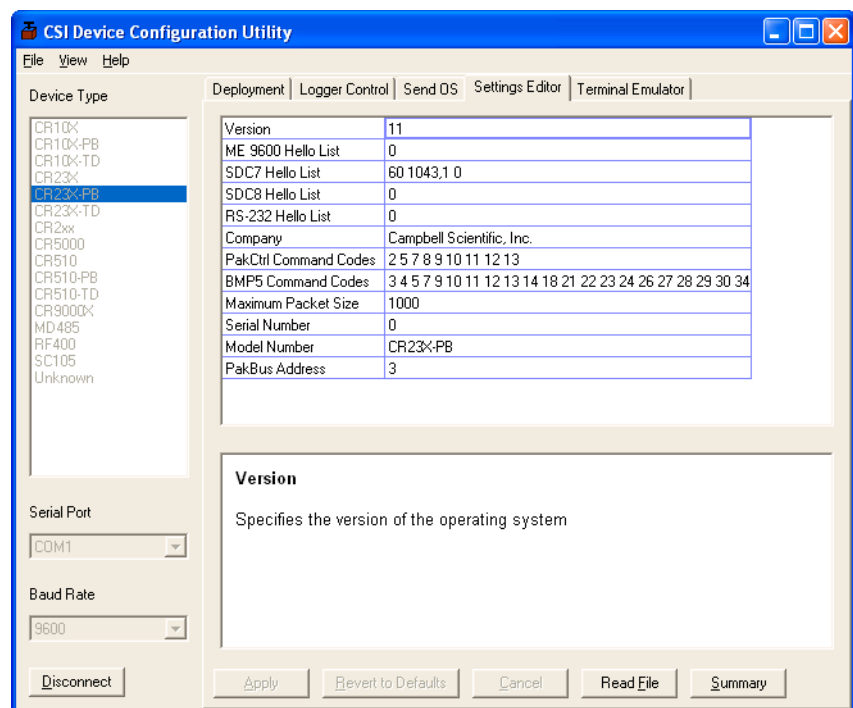 CSI Device Configuration Utility
File View Help
Device Type
CR10X
CR10X-PB
CR10X-TD
CR23X
CR23X-PB
CR23X-TD
CR2xx
CR5000
CR510
CR510-PB
CR510-TD
CR9000X
MD485
RF400
SC105
Unknown
Serial Port
COM1
Baud Rate
9600
Disconnect
Deployment Logger Control Send OS Settings Editor Terminal Emulator
Version 11
ME 9600 Hello List 0
SDC7 Hello List 60 1043,1 0
SDC8 Hello List 0
RS-232 Hello List 0
Company Campbell Scientific, Inc.
PakCtrl Command Codes 2 5 7 8 9 10 11 12 13
BMP5 Command Codes 3 4 5 7 9 10 11 12 13 14 18 21 22 23 24 26 27 28 29 30 34
Maximum Packet Size 1000
Serial Number 0
Model Number CR23X-PB
PakBus Address 3
Version
Specifies the version of the operating system
Apply Revert to Defaults Cancel Read File Summary